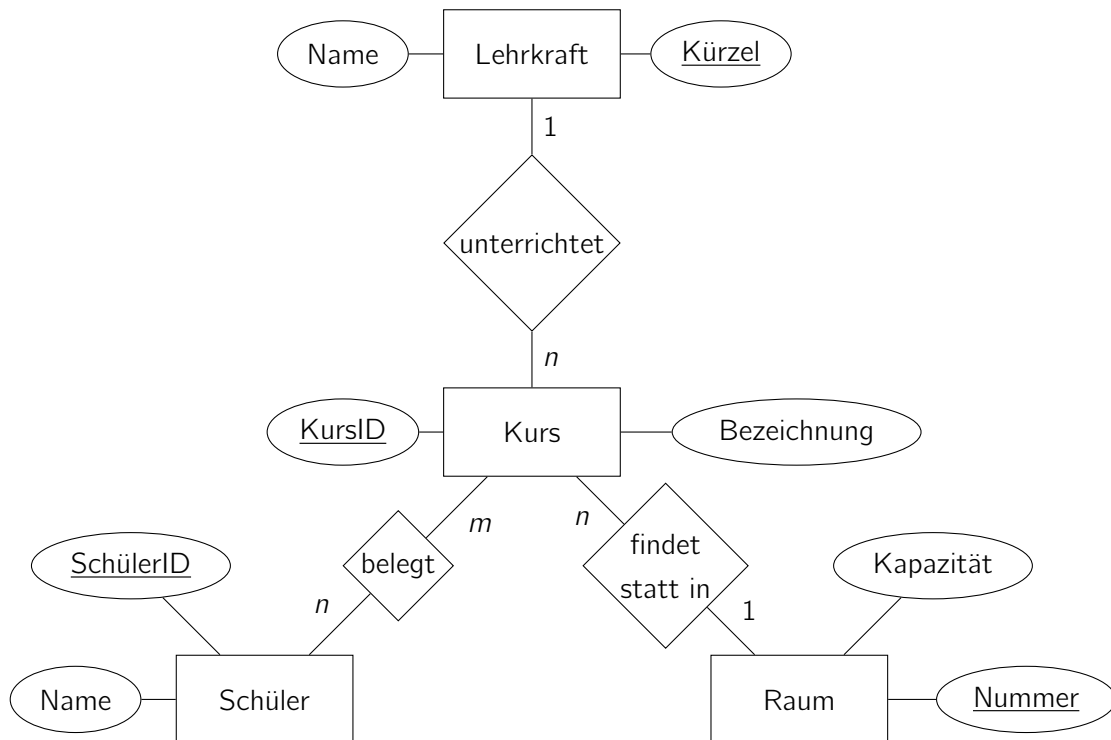 Name
Lehrkraft
Kürzel
1
unterrichtet
n
KursID
Kurs
Bezeichnung
m
n
SchülerID
belegt
findet
statt in
Kapazität
n
1
Name
Schüler
Raum
Nummer